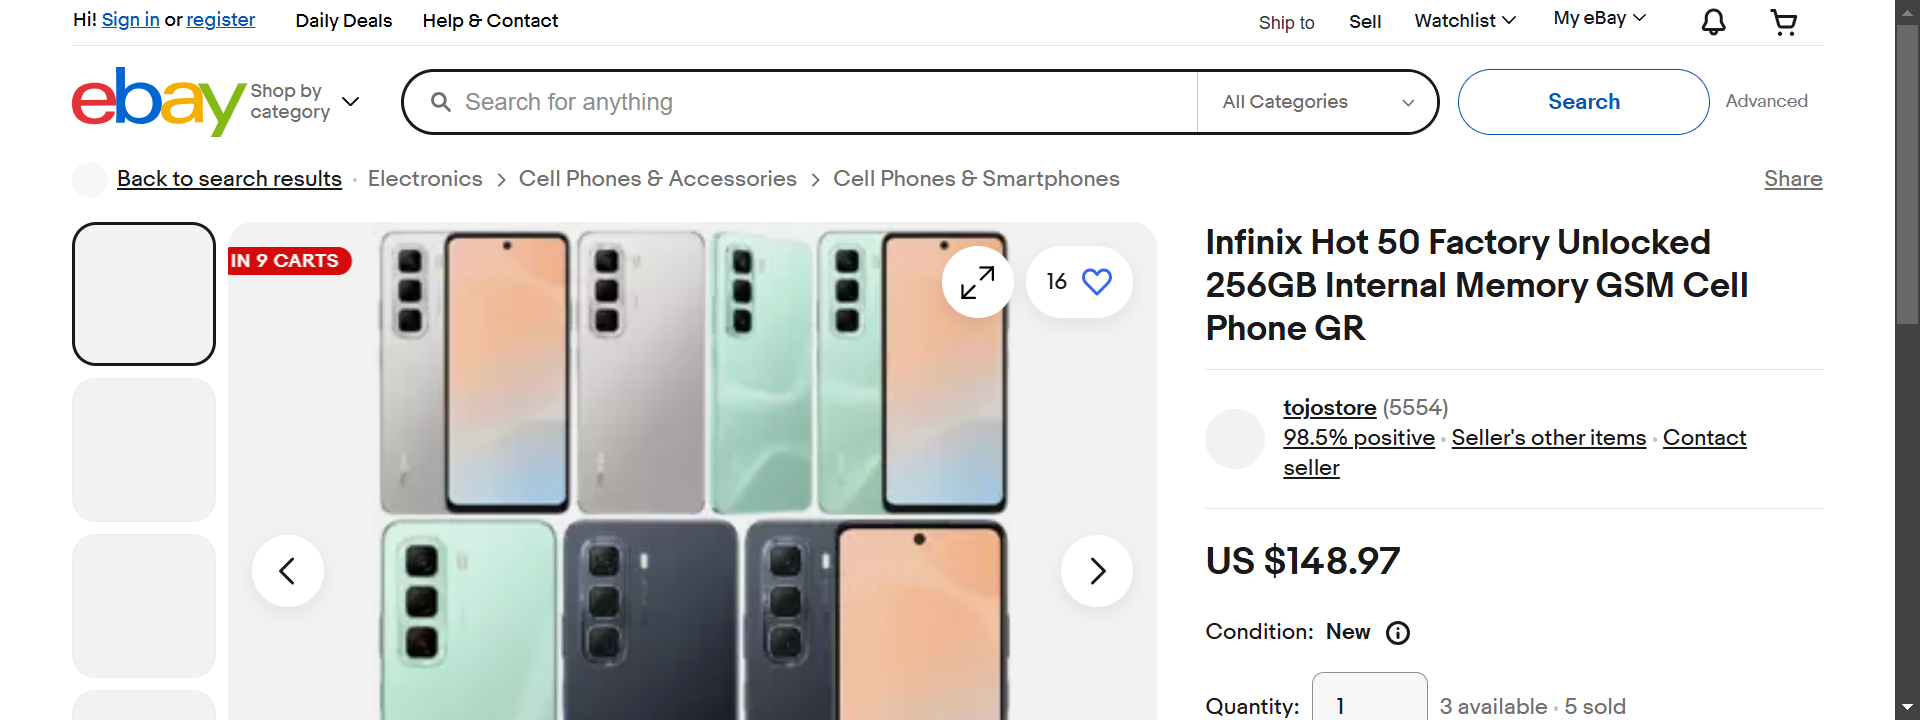 Hi! Sign in or register
Daily Deals
Help & Contact
Ship to
Sell
Watchlist
My eBay
ebay
Shop by
category
Search for anything
All Categories
Search
Advanced
Back to search results
Electronics
Cell Phones & Accessories
Cell Phones & Smartphones
Share
IN 9 CARTS
16
Infinix Hot 50 Factory Unlocked
256GB Internal Memory GSM Cell
Phone GR
tojostore (5554)
98.5% positive · Seller's other items · Contact
seller
US $148.97
Condition: New
Quantity: 1 3 available · 5 sold